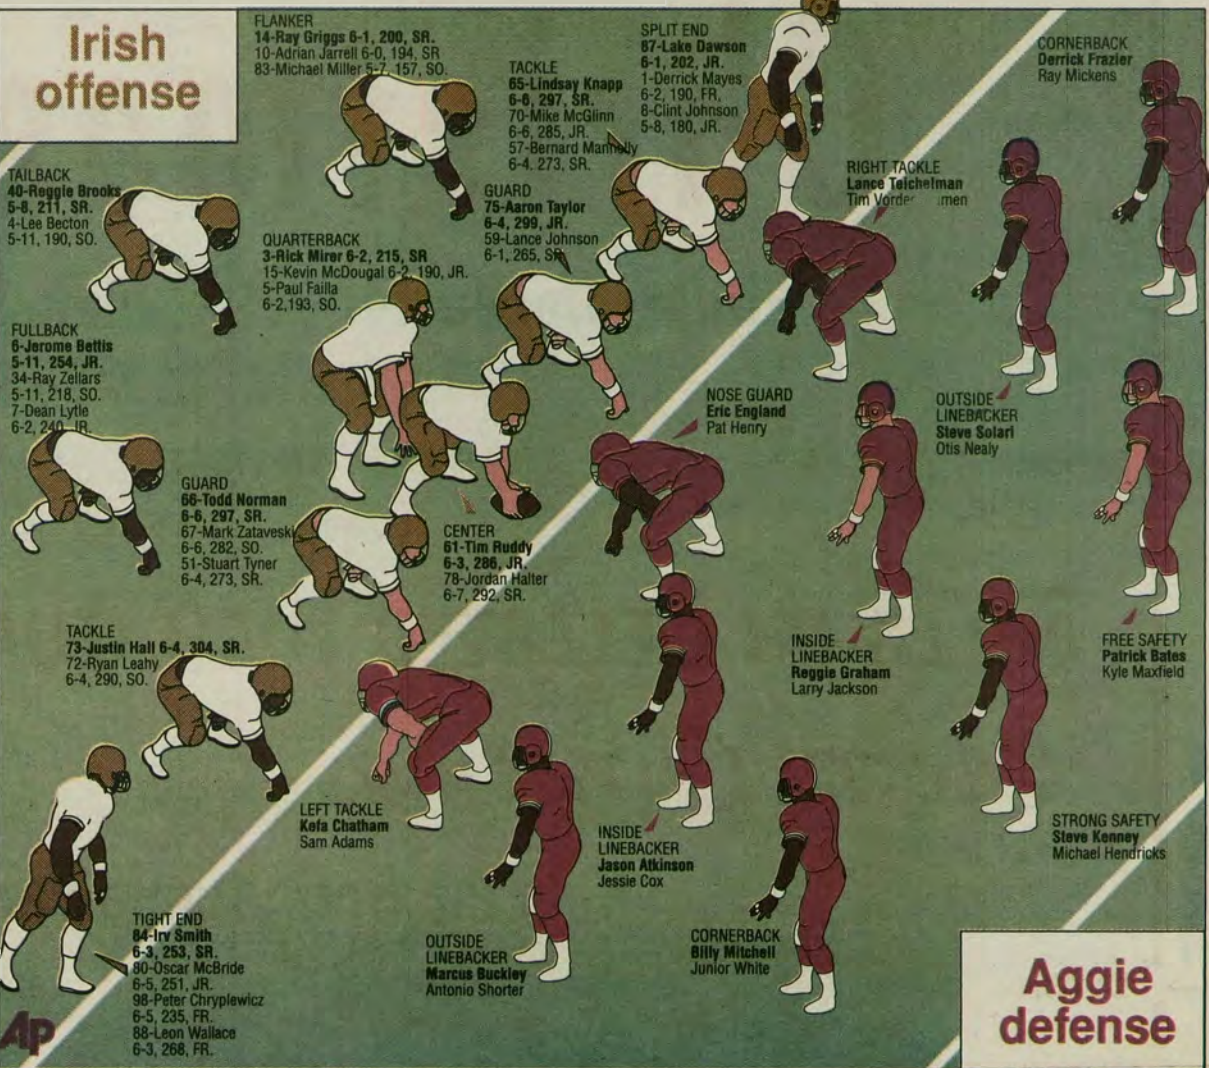 Irish
offense
FLANKER
14-Ray Griggs 6-1, 200, SR.
10-Adrian Jarrell 6-0, 194, SR
83-Michael Miller 5-7, 157, SO.
TACKLE
65-Lindsay Knapp
6-6, 297, SR.
70-Mike McGlinn
6-6, 285, JR.
57-Bernard Mannelly
6-4. 273, SR.
SPLIT END
87-Lake Dawson
6-1, 202, JR.
1-Derrick Mayes
6-2, 190, FR,
8-Clint Johnson
5-8, 180, JR.
CORNERBACK
Derrick Frazier
Ray Mickens
TAILBACK
40-Reggie Brooks
5-8, 211, SR.
4-Lee Becton
5-11, 190, SO.
GUARD
75-Aaron Taylor
6-4, 299, JR.
59-Lance Johnson
6-1, 265, SR.
RIGHT TACKLE
Lance Teichelman
Tim
QUARTERBACK
3-Rick Mirer 6-2, 215, SR
15-Kevin McDougal 6-2, 190, JR.
5-Paul Failla
6-2,193, SO.
FULLBACK
6-Jerome Bettis
5-11, 254, JR.
34-Ray Zellars
5-11, 218, SO.
7-Dean Lytle
6-2, 240, JR.
NOSE GUARD
Eric England
Pat Henry
OUTSIDE
LINEBACKER
Steve Solari
Otis Nealy
GUARD
66-Todd Norman
6-6, 297, SR.
67-Mark Zataveski
6-6, 282, SO.
51-Stuart Tyner
6-4, 273, SR.
CENTER
61-Tim Ruddy
6-3, 286, JR.
78-Jordan Halter
6-7, 292, SR.
TACKLE
73-Justin Hall 6-4, 304, SR.
72-Ryan Leahy
6-4, 290, SO.
INSIDE
LINEBACKER
Reggie Graham
Larry Jackson
FREE SAFETY
Patrick Bates
Kyle Maxfield
LEFT TACKLE
Kefa Chatham
Sam Adams
INSIDE
LINEBACKER
Jason Atkinson
Jessie Cox
STRONG SAFETY
Steve Kenney
Michael Hendricks
TIGHT END
84-Irv Smith
6-3, 253, SR.
80-Oscar McBride
6-5, 251, JR.
98-Peter Chryplewicz
6-5, 235, FR.
88-Leon Wallace
6-3, 268, FR.
OUTSIDE
LINEBACKER
Marcus Buckley
Antonio Shorter
CORNERBACK
Billy Mitchell
Junior White
Aggie
defense
AP